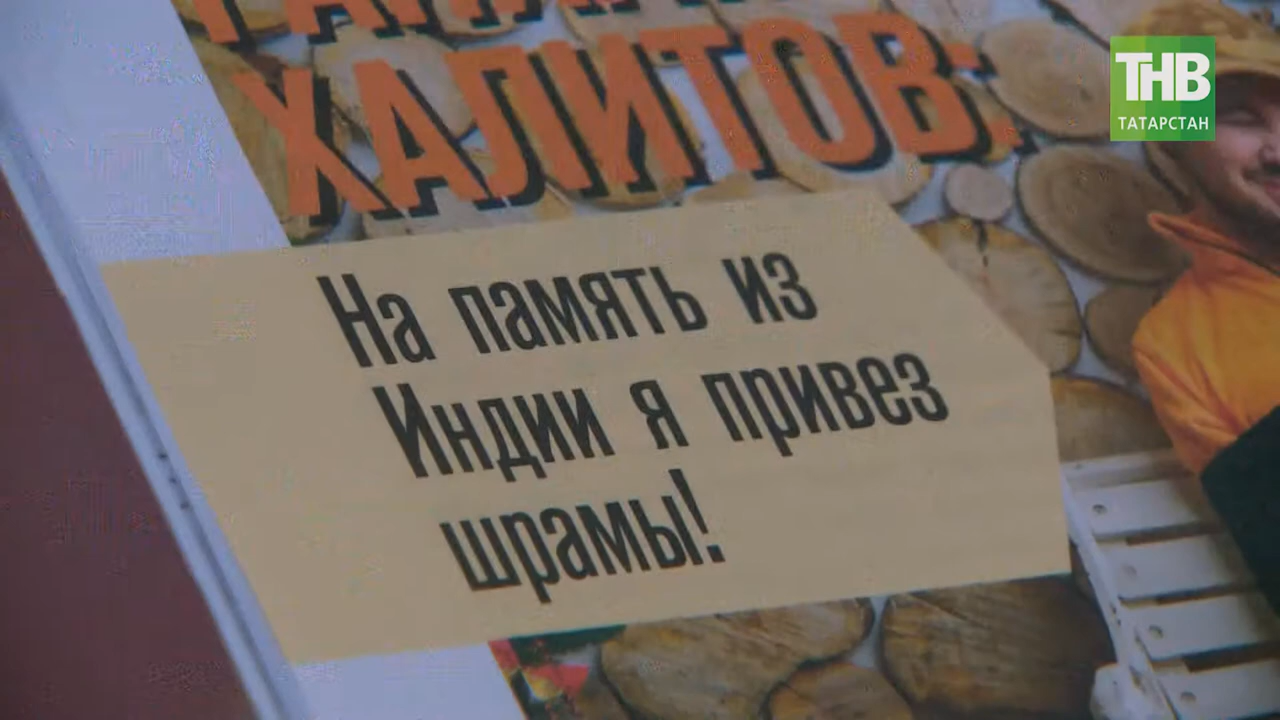 ХАЛИТОВ:
На память из
Индии я привез
шрамы!
ТНВ
ТАТАРСТАН